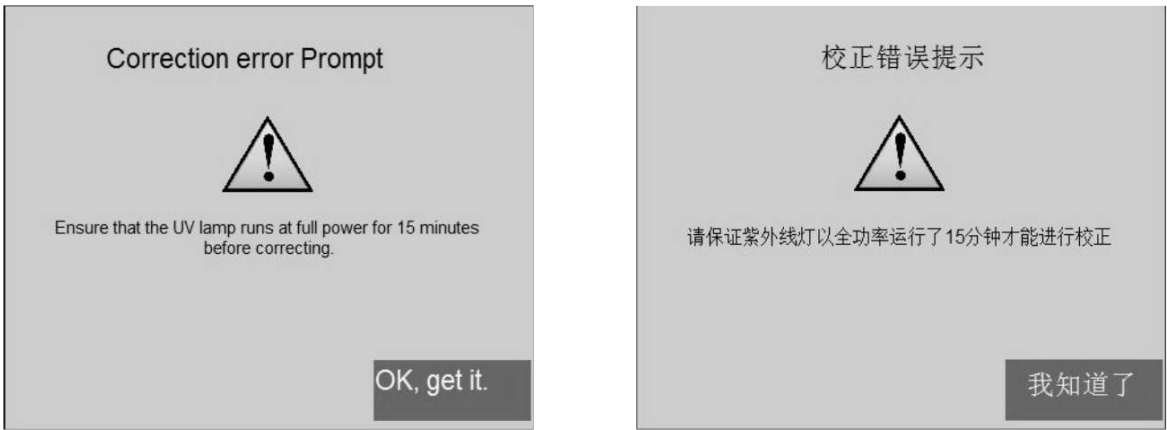 Correction error Prompt
Ensure that the UV lamp runs at full power for 15 minutes
before correcting.
OK, get it.
校正错误提示
请保证紫外线灯以全功率运行了15分钟才能进行校正
我知道了